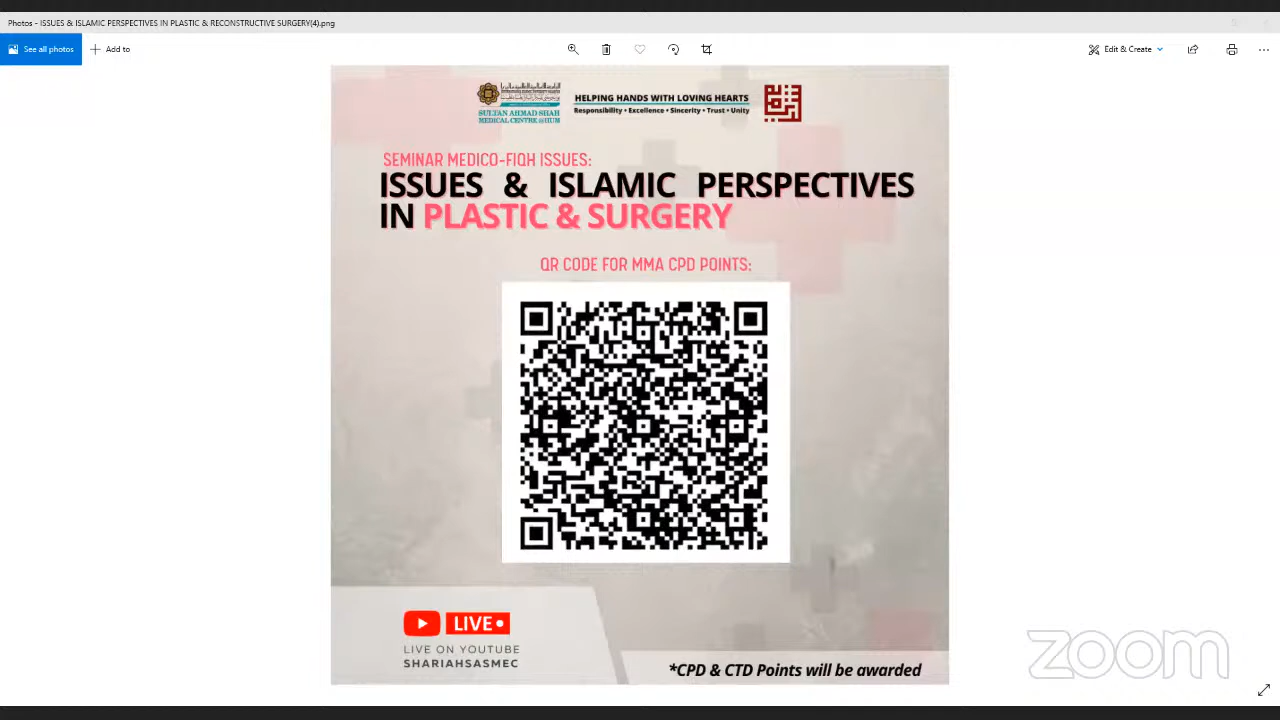 Photos - ISSUES & ISLAMIC PERSPECTIVES IN PLASTIC & RECONSTRUCTIVE SURGERY(4).png
See all photos
Add to
Edit & Create
SULTAN AHMAD SHAH
MEDICAL CENTRE @IIUM
HELPING HANDS WITH LOVING HEARTS
Responsibility • Excellence • Sincerity • Trust • Unity
SEMINAR MEDICO-FIQH ISSUES:
ISSUES & ISLAMIC PERSPECTIVES
IN PLASTIC & SURGERY
QR CODE FOR MMA CPD POINTS:
LIVE
LIVE ON YOUTUBE
SHARIAHSASMEC
*CPD & CTD Points will be awarded
zoom